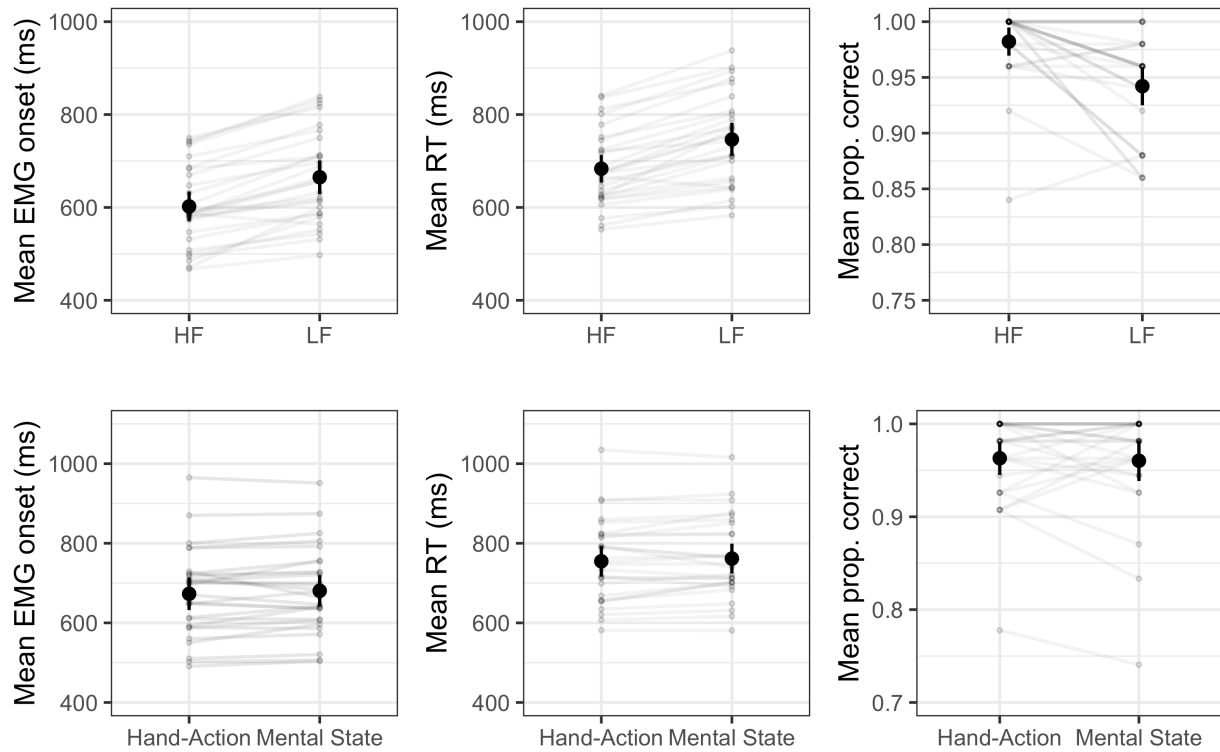 Mean EMG onset (ms)
1000
800
600
400
HF
LF
Mean RT (ms)
1000
800
600
400
HF
LF
Mean prop. correct
1.00
0.95
0.90
0.85
0.80
0.75
HF
LF
Mean EMG onset (ms)
1000
800
600
400
Hand-Action
Mental State
Mean RT (ms)
1000
800
600
400
Hand-Action
Mental State
Mean prop. correct
1.0
0.9
0.8
0.7
Hand-Action
Mental State